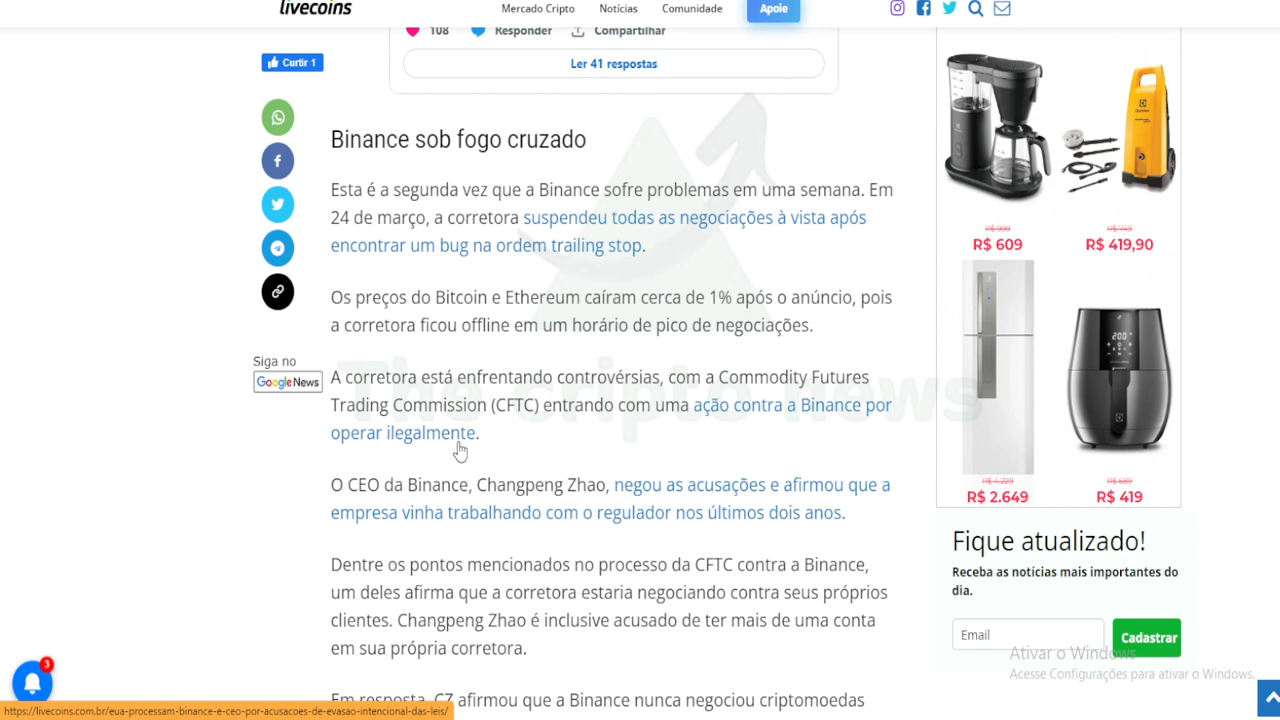 livecoins
Mercado Cripto
Notícias
Comunidade
Apoie
108
Responder
Compartilhar
Ler 41 respostas
Curtir 1
Binance sob fogo cruzado
Esta é a segunda vez que a Binance sofre problemas em uma semana. Em
24 de março, a corretora suspendeu todas as negociações à vista após
encontrar um bug na ordem trailing stop.
Os preços do Bitcoin e Ethereum caíram cerca de 1% após o anúncio, pois
a corretora ficou offline em um horário de pico de negociações.
Siga no
Google News
A corretora está enfrentando controvérsias, com a Commodity Futures
Trading Commission (CFTC) entrando com uma ação contra a Binance por
operar ilegalmente.
The cripto news
O CEO da Binance, Changpeng Zhao, negou as acusações e afirmou que a
empresa vinha trabalhando com o regulador nos últimos dois anos.
Dentre os pontos mencionados no processo da CFTC contra a Binance,
um deles afirma que a corretora estaria negociando contra seus próprios
clientes. Changpeng Zhao é inclusive acusado de ter mais de uma conta
em sua própria corretora.
Em resposta, CZ afirmou que a Binance nunca negociou criptomoedas
R$ 999
R$ 609
R$ 749
R$ 419,90
200
R$ 4.229
R$ 2.649
R$ 689
R$ 419
Fique atualizado!
Receba as notícias mais importantes do
dia.
Email
Cadastrar
Ativar o Windows
Acesse Configurações para ativar o Windows.
3
https://livecoins.com.br/eua-processam-binance-e-ceo-por-acusacoes-de-evasao-intencional-das-leis/